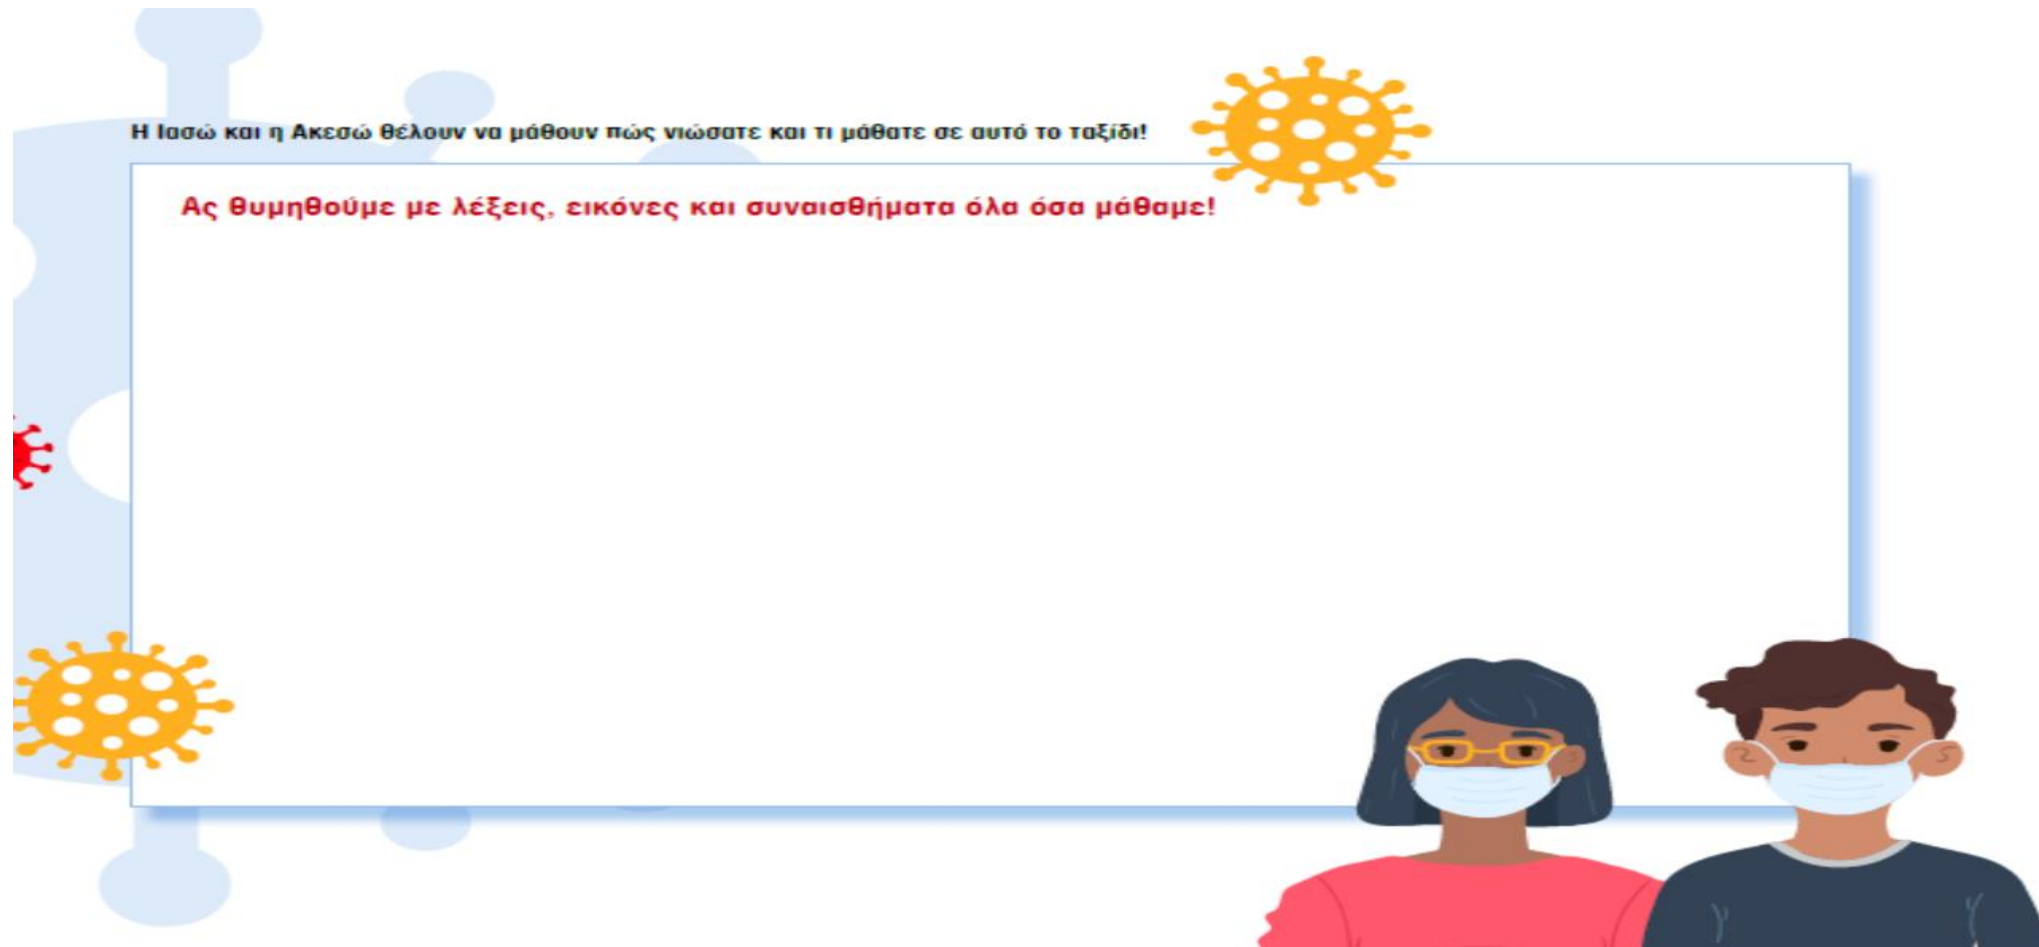 Η Ιασώ και η Ακεσώ θέλουν να μάθουν πώς νιώσατε και τι μάθατε σε αυτό το ταξίδι!
Ας θυμηθούμε με λέξεις, εικόνες και συναισθήματα όλα όσα μάθαμε!